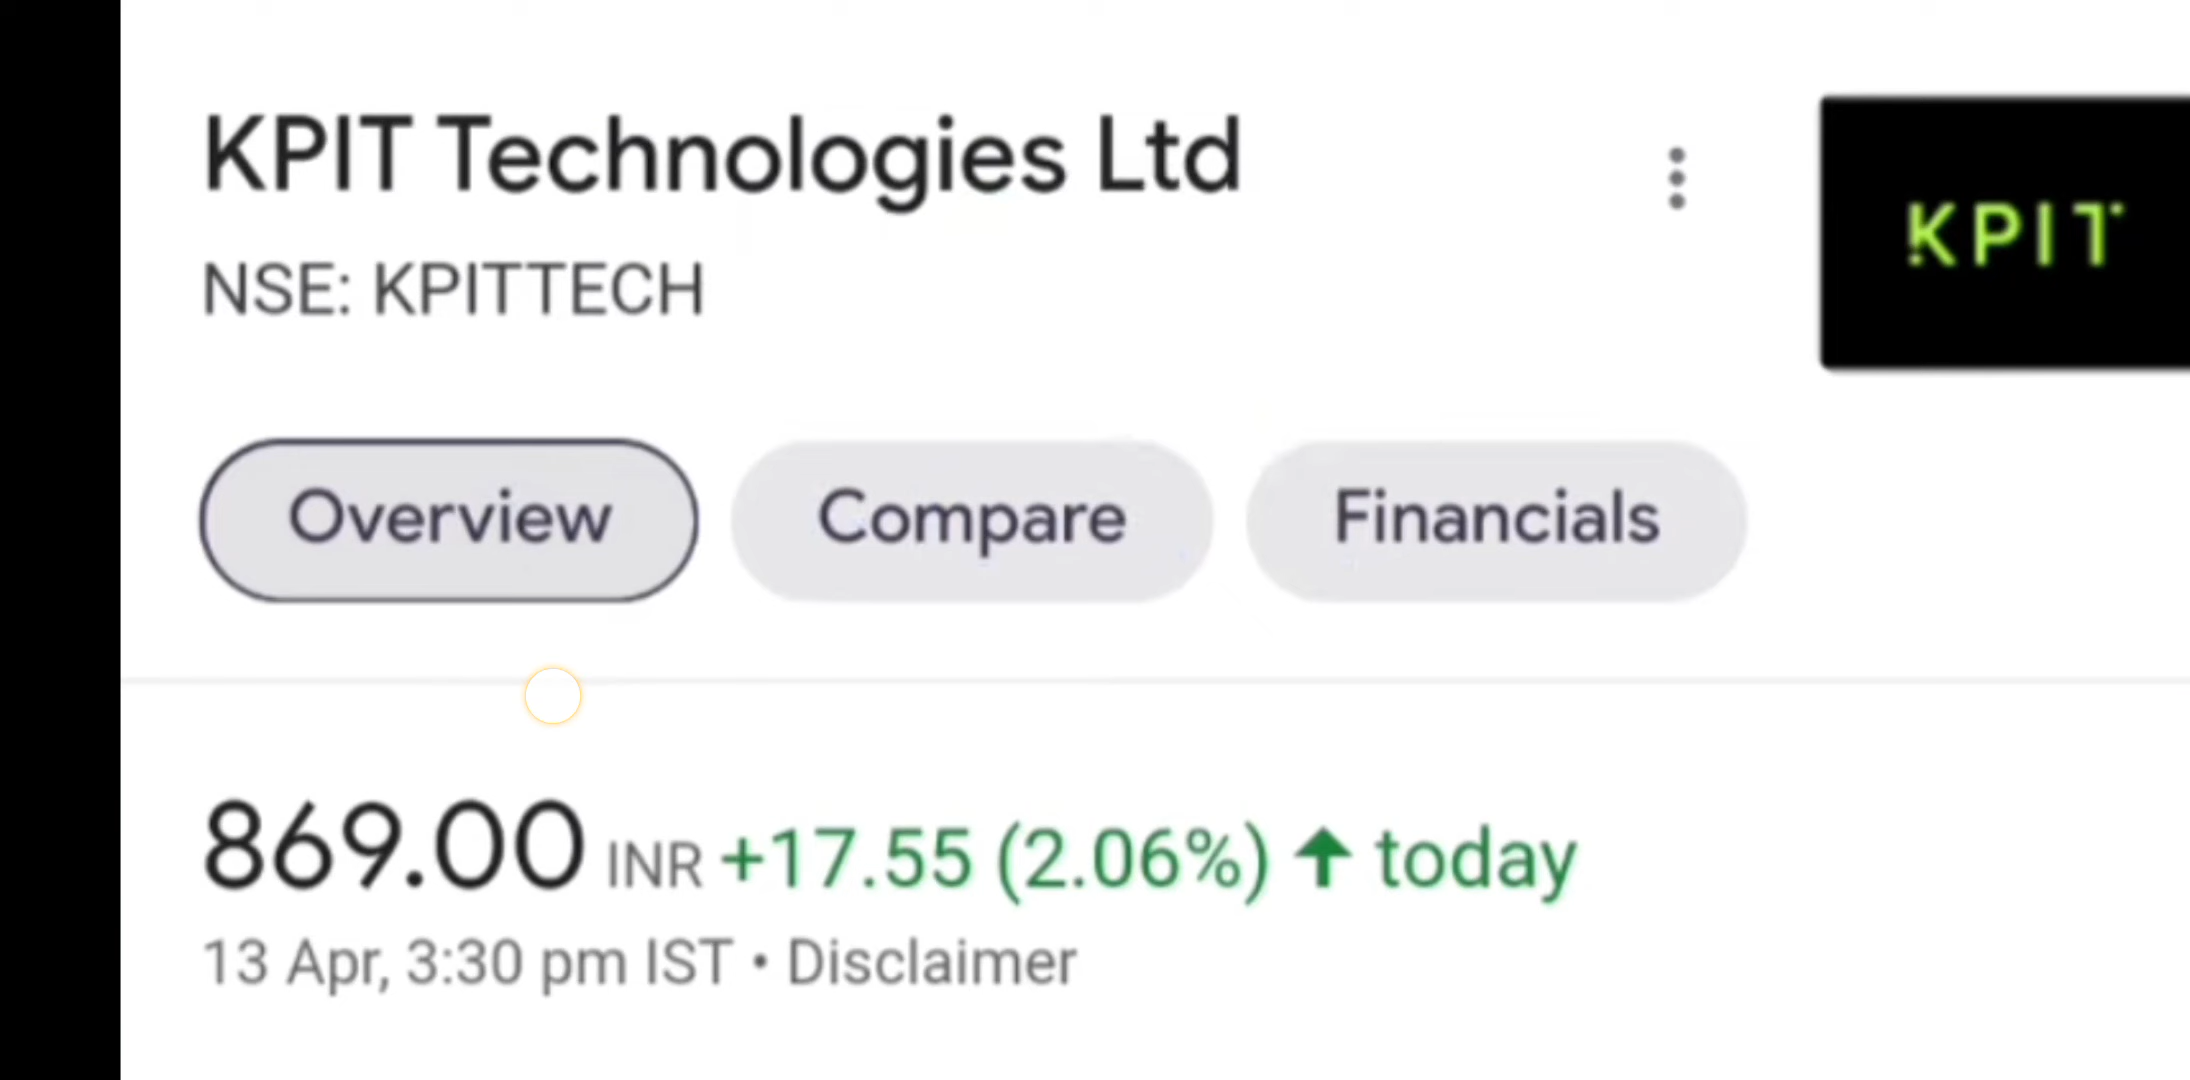 KPIT Technologies Ltd
NSE: KPITTECH
KPIT
Overview
Compare
Financials
869.00 INR +17.55 (2.06%) ↑ today
13 Apr, 3:30 pm IST • Disclaimer